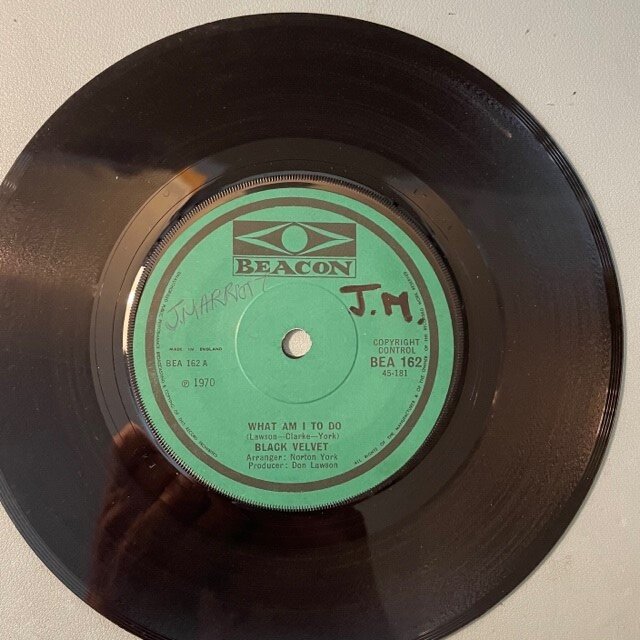 BEACON
JMARRIOT
J.M.
MADE IN ENGLAND
COPYRIGHT
CONTROL
BEA 162 A
BEA 162
45-181
℗ 1970
WHAT AM I TO DO
(Lawson—Clarke—York)
BLACK VELVET
Arranger: Norton York
Producer: Don Lawson